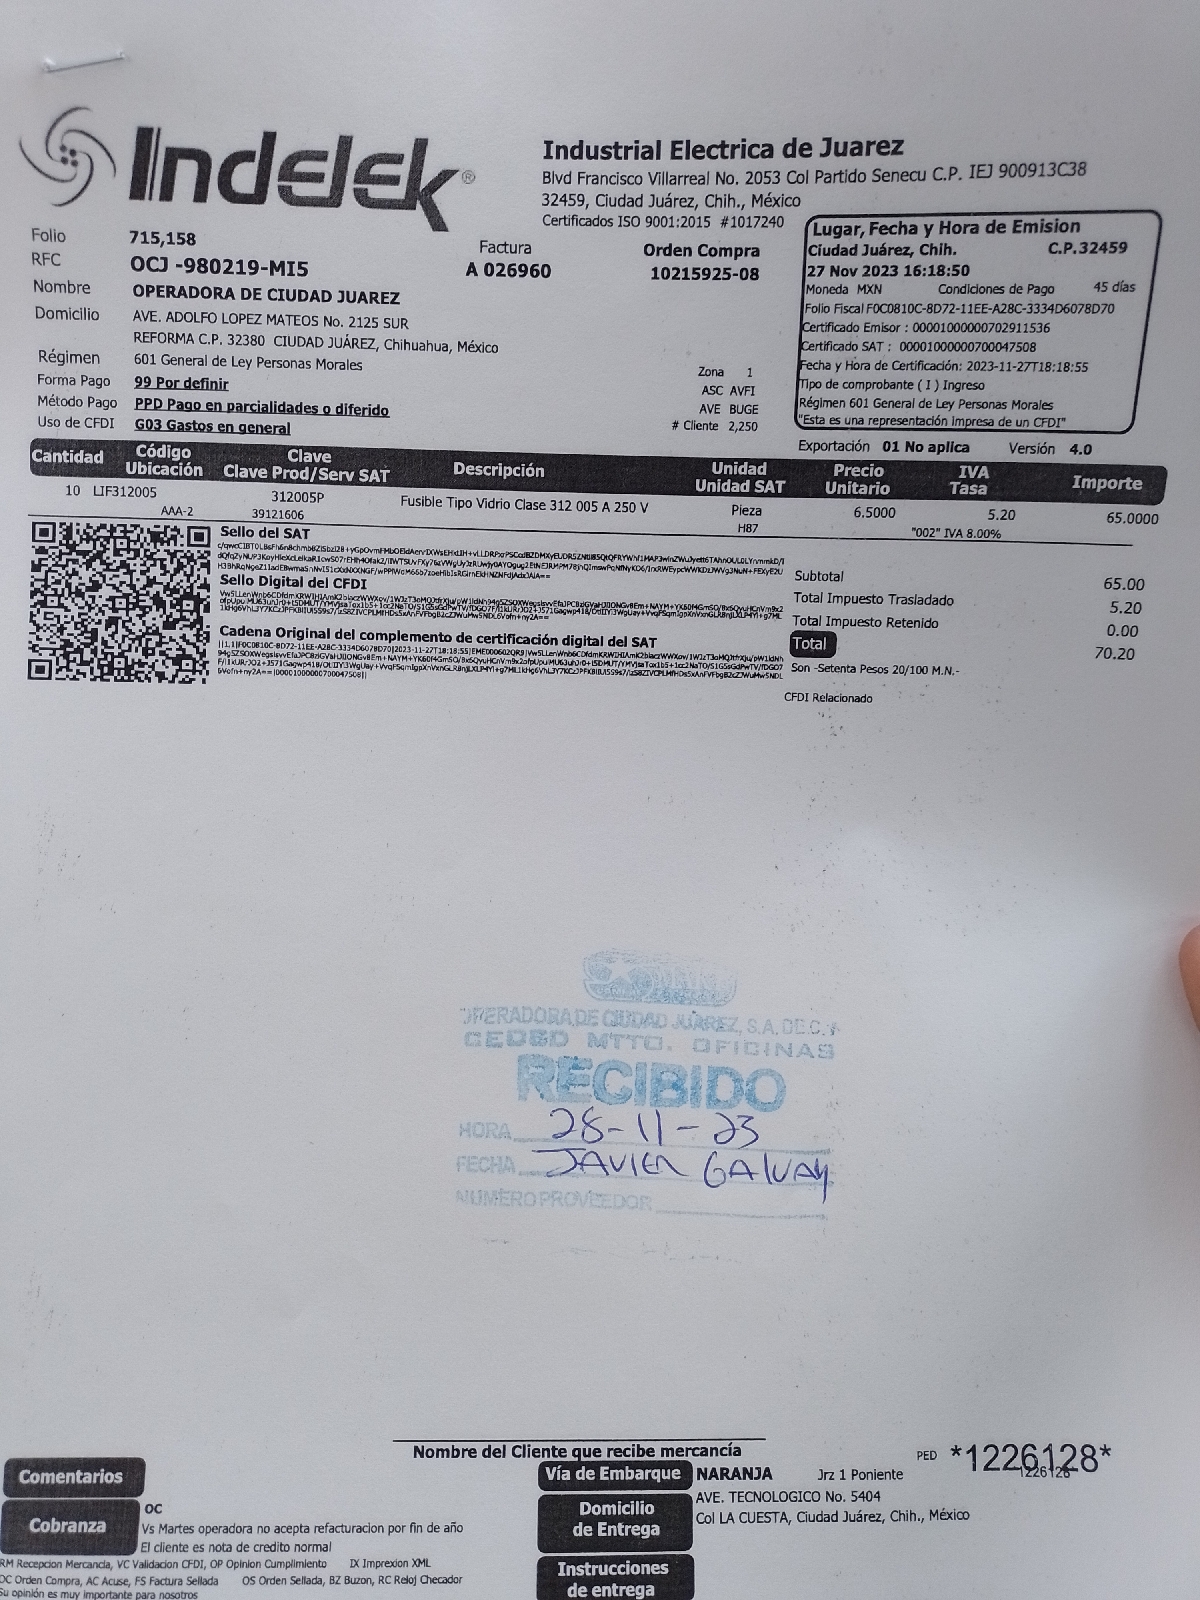 Indelek®
Industrial Electrica de Juarez
Blvd Francisco Villarreal No. 2053 Col Partido Senecu C.P. IEJ 900913C38
32459, Ciudad Juárez, Chih., México
Certificados ISO 9001:2015 #1017240
Folio 715,158
RFC OCJ -980219-MI5
Nombre OPERADORA DE CIUDAD JUAREZ
Domicilio AVE. ADOLFO LOPEZ MATEOS No. 2125 SUR
REFORMA C.P. 32380 CIUDAD JUÁREZ, Chihuahua, México
Régimen 601 General de Ley Personas Morales
Forma Pago 99 Por definir
Método Pago PPD Pago en parcialidades o diferido
Uso de CFDI G03 Gastos en general
Factura
A 026960
Orden Compra
10215925-08
Zona 1
ASC AVFI
AVE BUGE
# Cliente 2,250
Lugar, Fecha y Hora de Emision
Ciudad Juárez, Chih. C.P.32459
27 Nov 2023 16:18:50
Moneda MXN Condiciones de Pago 45 días
Folio Fiscal F0C0810C-8D72-11EE-A28C-3334D6078D70
Certificado Emisor : 00001000000702911536
Certificado SAT : 00001000000700047508
Fecha y Hora de Certificación: 2023-11-27T18:18:55
Tipo de comprobante ( I ) Ingreso
Régimen 601 General de Ley Personas Morales
"Esta es una representación impresa de un CFDI"
Exportación 01 No aplica Versión 4.0
Cantidad Código Ubicación Clave Clave Prod/Serv SAT Descripción Unidad Unidad SAT Precio Unitario IVA Tasa Importe
10 LIF312005 312005P Fusible Tipo Vidrio Clase 312 005 A 250 V Pieza 6.5000 5.20 65.0000
AAA-2 39121606 H87 "002" IVA 8.00%
Sello del SAT
Sello Digital del CFDI
Cadena Original del complemento de certificación digital del SAT
Subtotal 65.00
Total Impuesto Trasladado 5.20
Total Impuesto Retenido 0.00
Total 70.20
Son -Setenta Pesos 20/100 M.N.-
CFDI Relacionado
OPERADORA DE CIUDAD JUÁREZ, S.A. DE C.V.
CEDSD MTTO. OFICINAS
RECIBIDO
HORA 28-11-23
FECHA JAVIER GALVAN
NUMERO PROVEEDOR
Nombre del Cliente que recibe mercancía
PED *1226128*
1226128
Comentarios
Cobranza
OC
Vs Martes operadora no acepta refacturacion por fin de año
El cliente es nota de credito normal
Vía de Embarque NARANJA Jrz 1 Poniente
Domicilio de Entrega AVE. TECNOLOGICO No. 5404
Col LA CUESTA, Ciudad Juárez, Chih., México
Instrucciones de entrega
RM Recepcion Mercancia, VC Validacion CFDI, OP Opinion Cumplimiento IX Imprexion XML
OC Orden Compra, AC Acuse, FS Factura Sellada OS Orden Sellada, BZ Buzon, RC Reloj Checador
Su opinión es muy importante para nosotros